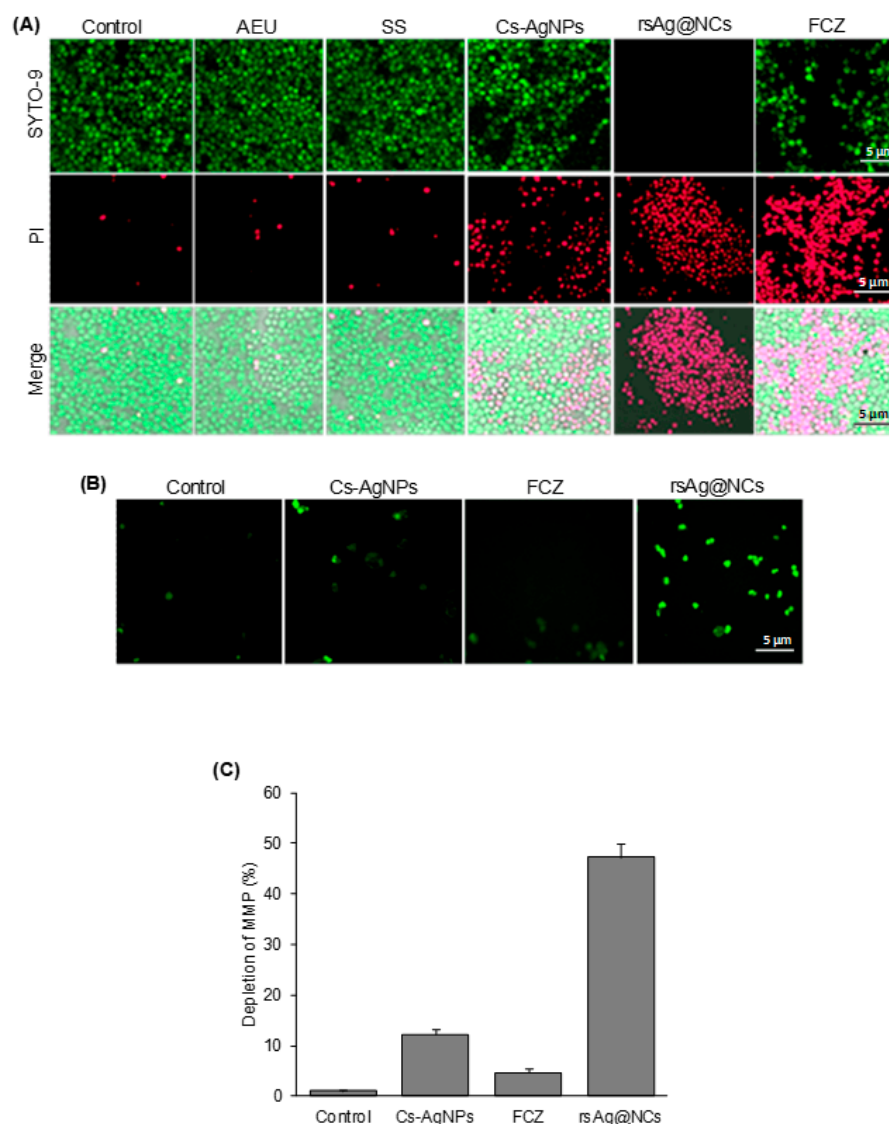 (A)
Control AEU SS Cs-AgNPs rsAg@NCs FCZ
SYTO-9
5 µm
PI
5 µm
Merge
5 µm
(B)
Control Cs-AgNPs FCZ rsAg@NCs
5 µm
(C)
Depletion of MMP (%)
60
50
40
30
20
10
0
Control Cs-AgNPs FCZ rsAg@NCs